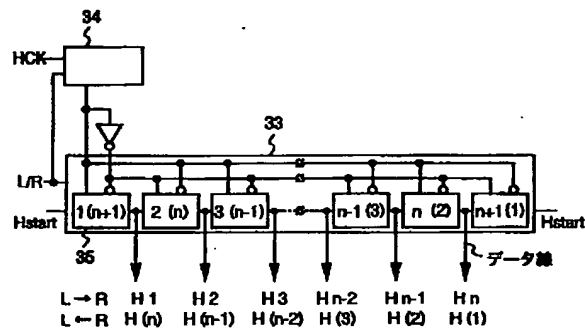 34
HCK
33
L/R
1(n+1) 2 (n) 3 (n-1) n-1(3) n (2) n+1(1)
Hstart Hstart
35
データ線
L→R H1 H2 H3 Hn-2 Hn-1 Hn
L←R H(n) H(n-1) H(n-2) H(3) H(2) H(1)